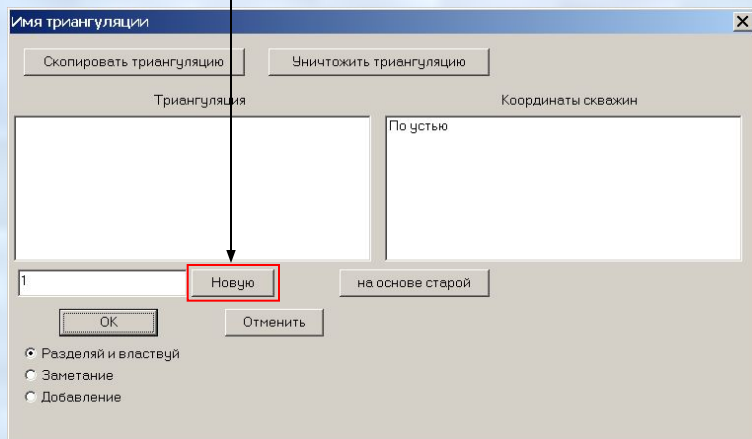 Имя триангуляции
Скопировать триангуляцию Уничтожить триангуляцию
Триангуляция Координаты скважин
По устью
1 Новую на основе старой
OK Отменить
Разделяй и властвуй
Заметание
Добавление